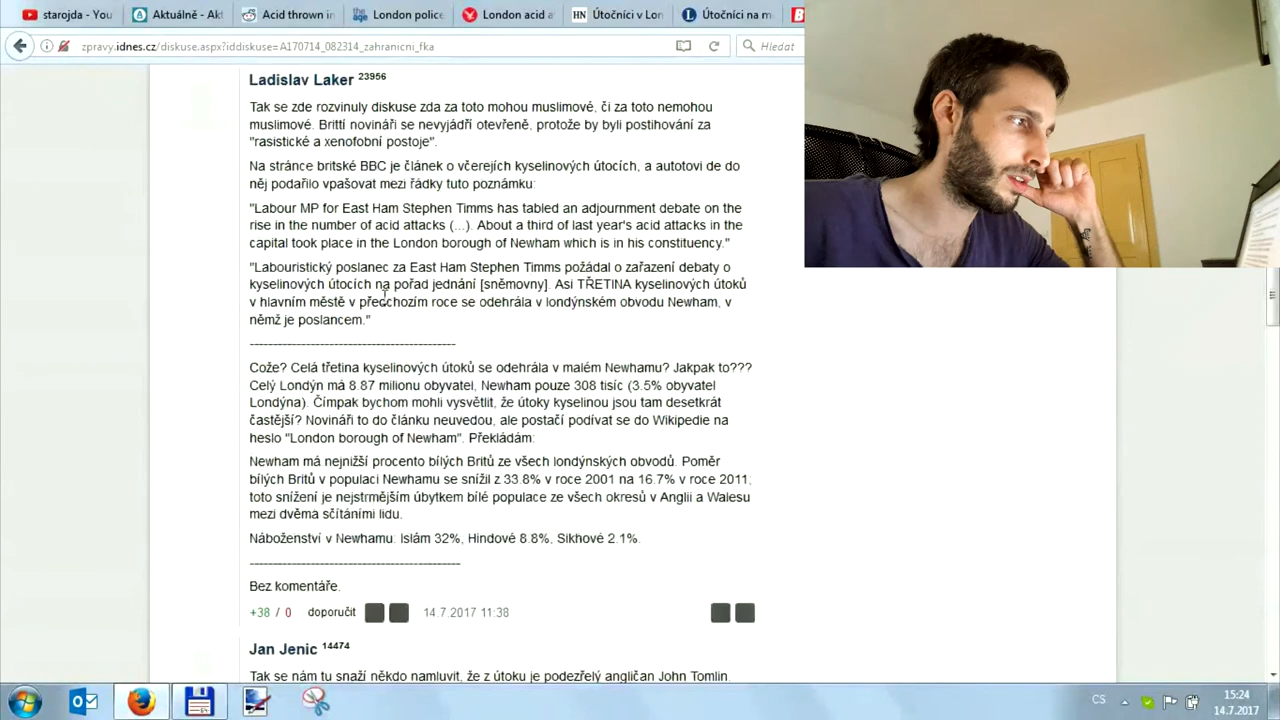 starojda - You
Aktuálně - Akt
Acid thrown in
London police
London acid a
HN Útočníci v Lon
L Útočníci na m
zpravy.idnes.cz/diskuse.aspx?iddiskuse=A170714_082314_zahranicni_fka
Hledat
Ladislav Laker 23956
Tak se zde rozvinuly diskuse zda za toto mohou muslimové, či za toto nemohou
muslimové. Brittí novináři se nevyjádří otevřeně, protože by byli postihování za
"rasistické a xenofobní postoje".
Na stránce britské BBC je článek o včerejích kyselinových útocích, a autotovi de do
něj podařilo vpašovat mezi řádky tuto poznámku:
"Labour MP for East Ham Stephen Timms has tabled an adjournment debate on the
rise in the number of acid attacks (...). About a third of last year's acid attacks in the
capital took place in the London borough of Newham which is in his constituency."
"Labouristický poslanec za East Ham Stephen Timms požádal o zařazení debaty o
kyselinových útocích na pořad jednání [sněmovny]. Asi TŘETINA kyselinových útoků
v hlavním městě v předchozím roce se odehrála v londýnském obvodu Newham, v
němž je poslancem."
--------------------------------------------
Cože? Celá třetina kyselinových útoků se odehrála v malém Newhamu? Jakpak to???
Celý Londýn má 8.87 milionu obyvatel, Newham pouze 308 tisíc (3.5% obyvatel
Londýna). Čímpak bychom mohli vysvětlit, že útoky kyselinou jsou tam desetkrát
častější? Novináři to do článku neuvedou, ale postačí podívat se do Wikipedie na
heslo "London borough of Newham". Překládám:
Newham má nejnižší procento bílých Britů ze všech londýnských obvodů. Poměr
bílých Britů v populaci Newhamu se snížil z 33.8% v roce 2001 na 16.7% v roce 2011;
toto snížení je nejstrmějším úbytkem bílé populace ze všech okresů v Anglii a Walesu
mezi dvěma sčítáními lidu.
Náboženství v Newhamu: Islám 32%, Hindové 8.8%, Sikhové 2.1%.
---------------------------------------------
Bez komentáře.
+38 / 0 doporučit 14.7.2017 11:38
Jan Jenic 14474
Tak se nám tu snaží někdo namluvit, že z útoku je podezřelý angličan John Tomlin.
CS
15:24
14.7.2017